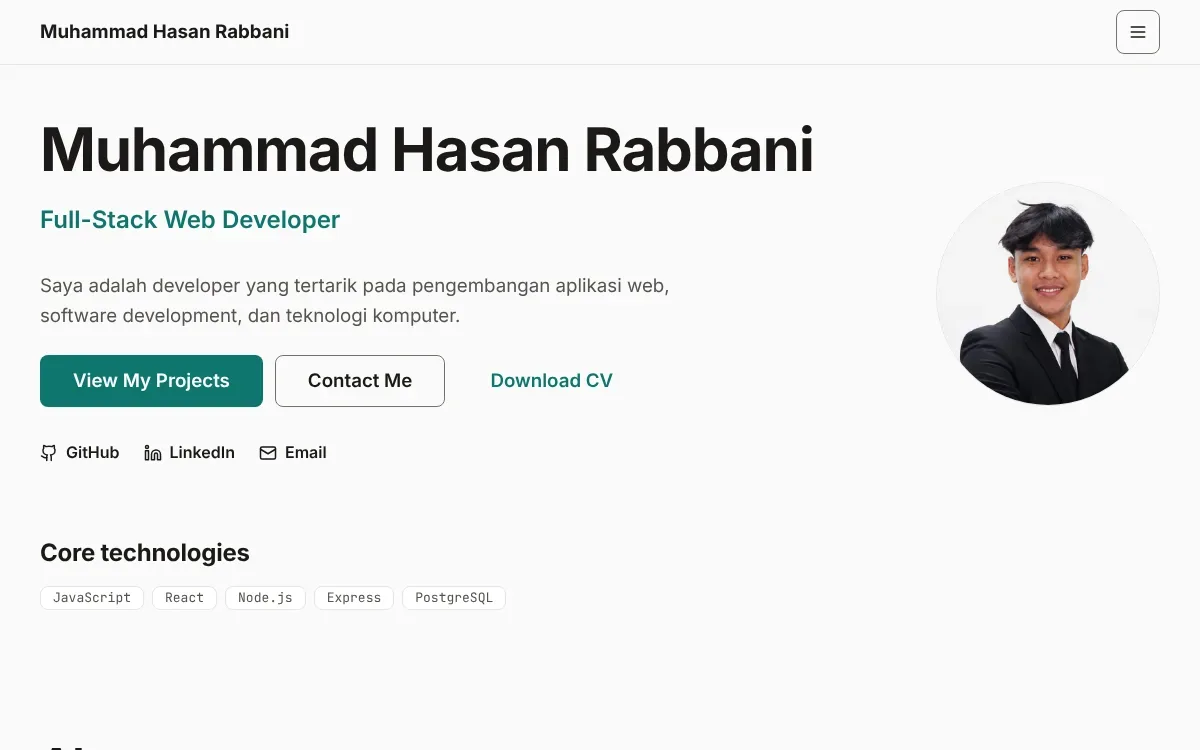 Muhammad Hasan Rabbani
Muhammad Hasan Rabbani
Full-Stack Web Developer
Saya adalah developer yang tertarik pada pengembangan aplikasi web,
software development, dan teknologi komputer.
View My Projects
Contact Me
Download CV
GitHub
LinkedIn
Email
Core technologies
JavaScript
React
Node.js
Express
PostgreSQL